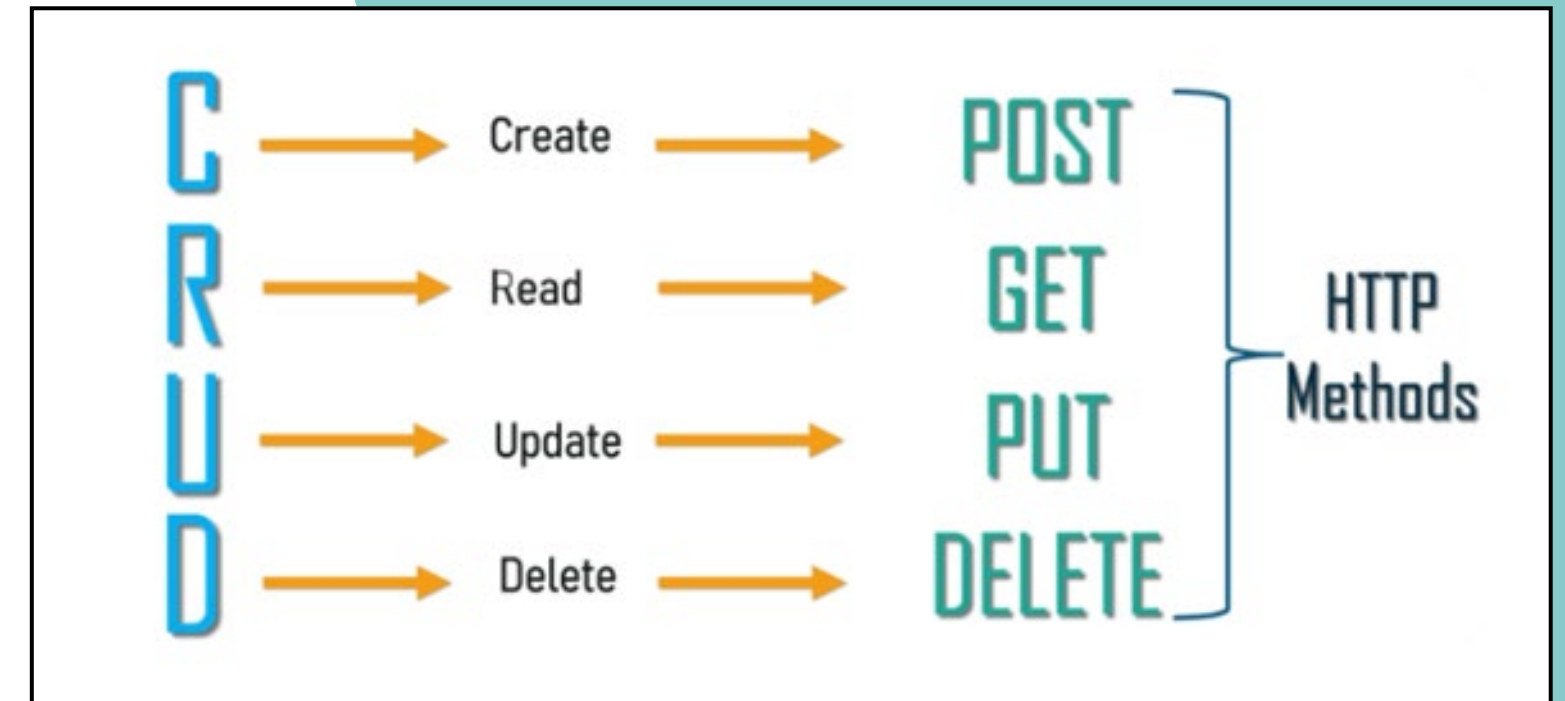 C Create POST
R Read GET
U Update PUT
D Delete DELETE
HTTP
Methods